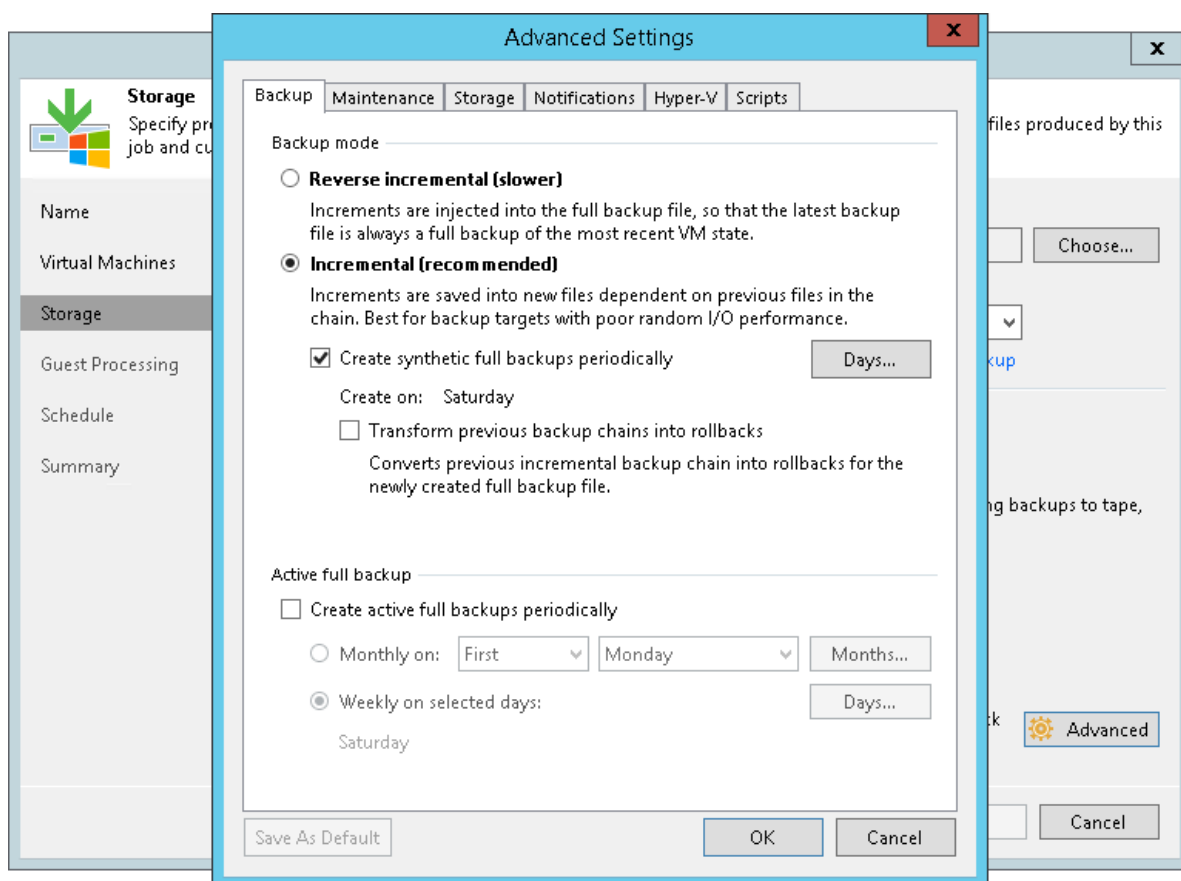 Advanced Settings
x
x
Storage
Specify pr
job and cu
files produced by this
Name
Virtual Machines
Storage
Guest Processing
Schedule
Summary
Backup
Maintenance
Storage
Notifications
Hyper-V
Scripts
Backup mode
Reverse incremental (slower)
Increments are injected into the full backup file, so that the latest backup
file is always a full backup of the most recent VM state.
Incremental (recommended)
Increments are saved into new files dependent on previous files in the
chain. Best for backup targets with poor random I/O performance.
Create synthetic full backups periodically
Days...
Create on: Saturday
Transform previous backup chains into rollbacks
Converts previous incremental backup chain into rollbacks for the
newly created full backup file.
Active full backup
Create active full backups periodically
Monthly on: First Monday Months...
Weekly on selected days: Days...
Saturday
Save As Default
OK
Cancel
Choose...
kup
ng backups to tape,
ck
Advanced
Cancel